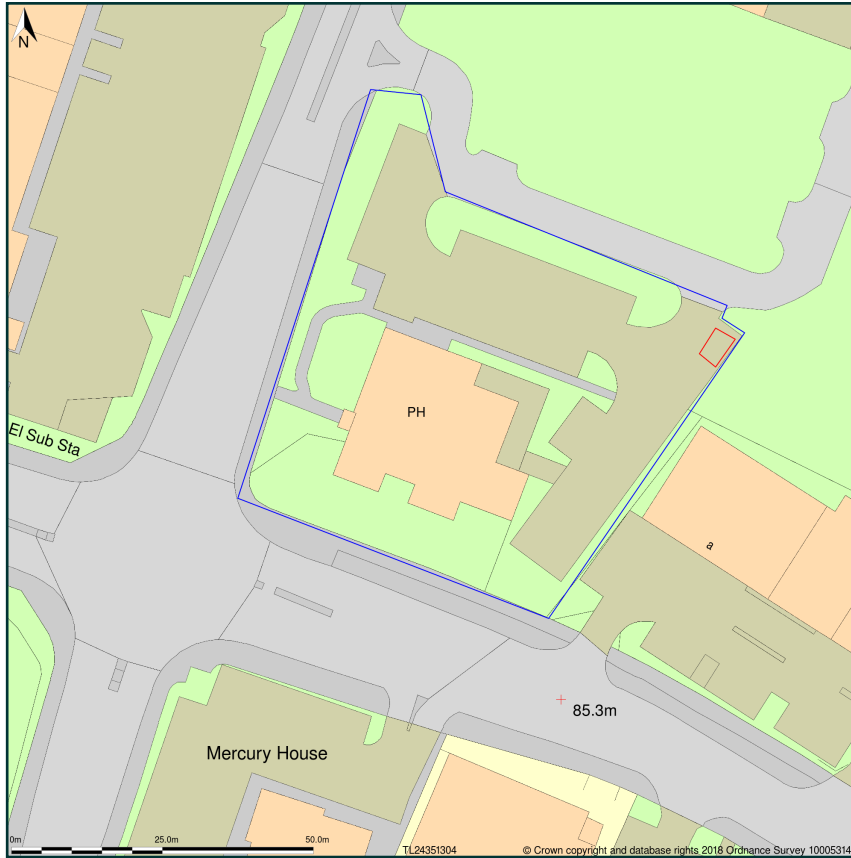 N
El Sub Sta
PH
a
85.3m
Mercury House
0m 25.0m 50.0m
TL24351304 © Crown copyright and database rights 2018 Ordnance Survey 10005314